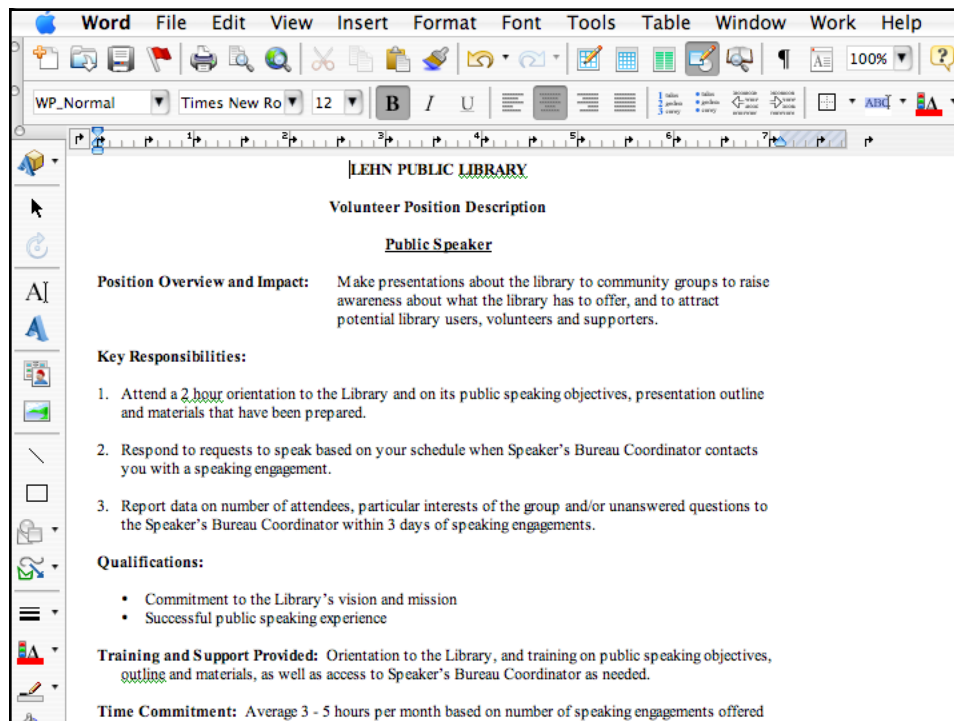 Word File Edit View Insert Format Font Tools Table Window Work Help
100%
WP_Normal Times New Ro 12 B I U ABC A
1 2 3 4 5 6 7
LEHN PUBLIC LIBRARY
Volunteer Position Description
Public Speaker
Position Overview and Impact: Make presentations about the library to community groups to raise
awareness about what the library has to offer, and to attract
potential library users, volunteers and supporters.
Key Responsibilities:
1. Attend a 2 hour orientation to the Library and on its public speaking objectives, presentation outline
and materials that have been prepared.
2. Respond to requests to speak based on your schedule when Speaker's Bureau Coordinator contacts
you with a speaking engagement.
3. Report data on number of attendees, particular interests of the group and/or unanswered questions to
the Speaker's Bureau Coordinator within 3 days of speaking engagements.
Qualifications:
• Commitment to the Library's vision and mission
• Successful public speaking experience
Training and Support Provided: Orientation to the Library, and training on public speaking objectives,
outline and materials, as well as access to Speaker's Bureau Coordinator as needed.
Time Commitment: Average 3 - 5 hours per month based on number of speaking engagements offered